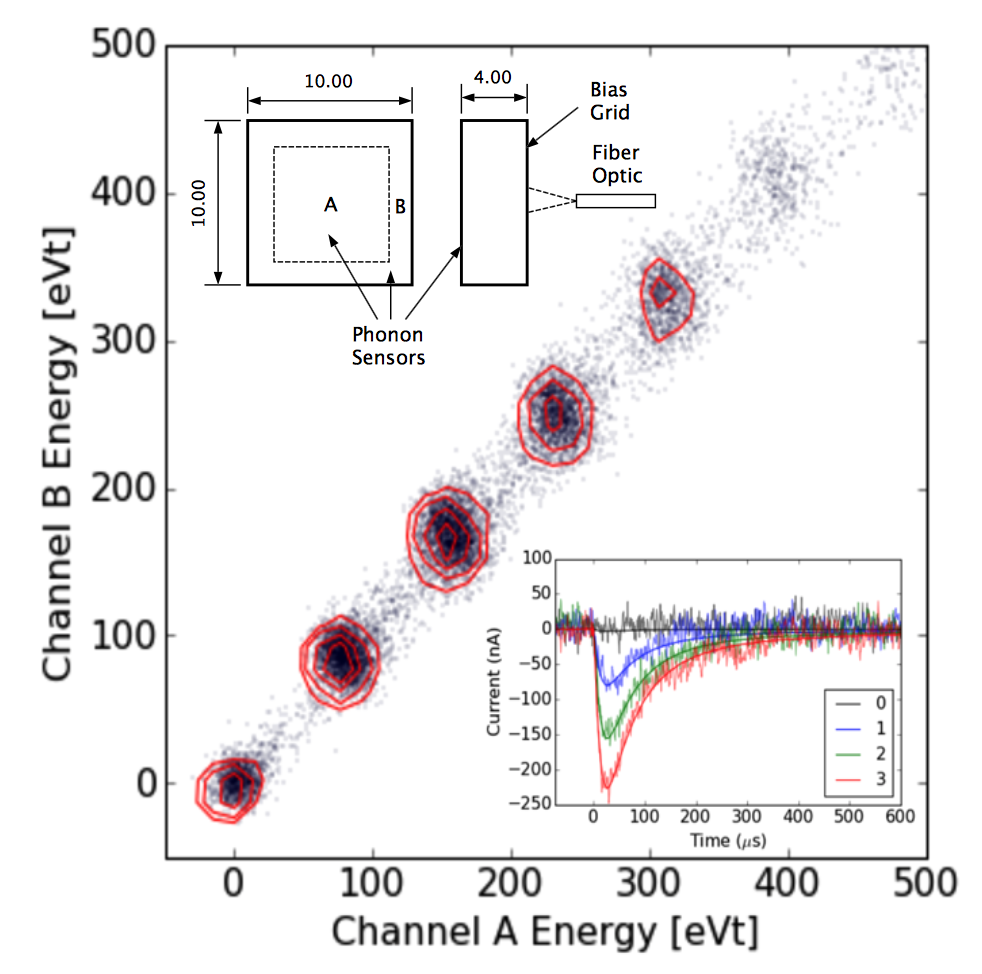 500
400
300
200
100
0
Channel B Energy [eVt]
0
100
200
300
400
500
Channel A Energy [eVt]
10.00
4.00
10.00
A
B
Bias
Grid
Fiber
Optic
Phonon
Sensors
100
50
0
−50
−100
−150
−200
−250
Current (nA)
0
1
2
3
0
100
200
300
400
500
600
Time (μs)